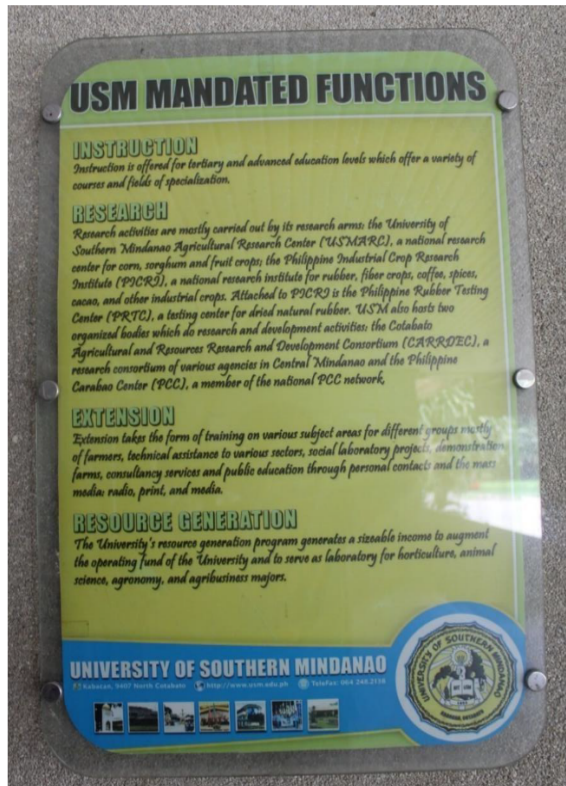 USM MANDATED FUNCTIONS
INSTRUCTION
Instruction is offered for tertiary and advanced education levels which offer a variety of
courses and fields of specialization.
RESEARCH
Research activities are mostly carried out by its research arms: the University of
Southern Mindanao Agricultural Research Center (USMARC), a national research
center for corn, sorghum and fruit crops; the Philippine Industrial Crop Research
Institute (PICRI), a national research institute for rubber, fiber crops, coffee, spices,
cacao, and other industrial crops. Attached to PICRI is the Philippine Rubber Testing
Center (PRTC), a testing center for dried natural rubber. USM also hosts two
organized bodies which do research and development activities: the Cotabato
Agricultural and Resources Research and Development Consortium (CARRDEC), a
research consortium of various agencies in Central Mindanao and the Philippine
Carabao Center (PCC), a member of the national PCC network.
EXTENSION
Extension takes the form of training on various subject areas for different groups mostly
of farmers, technical assistance to various sectors, social laboratory projects, demonstration
farms, consultancy services and public education through personal contacts and the mass
media: radio, print, and media.
RESOURCE GENERATION
The University's resource generation program generates a sizeable income to augment
the operating fund of the University and to serve as laboratory for horticulture, animal
science, agronomy, and agribusiness majors.
UNIVERSITY OF SOUTHERN MINDANAO
Kabacan, 9407 North Cotabato http://www.usm.edu.ph TeleFax: 064 248.2138
UNIVERSITY OF SOUTHERN MINDANAO